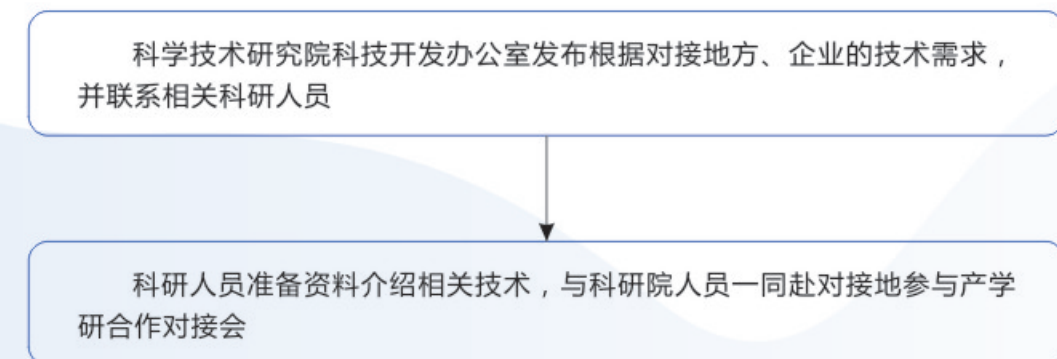 科学技术研究院科技开发办公室发布根据对接地方、企业的技术需求，
并联系相关科研人员
科研人员准备资料介绍相关技术，与科研院人员一同赴对接地参与产学
研合作对接会